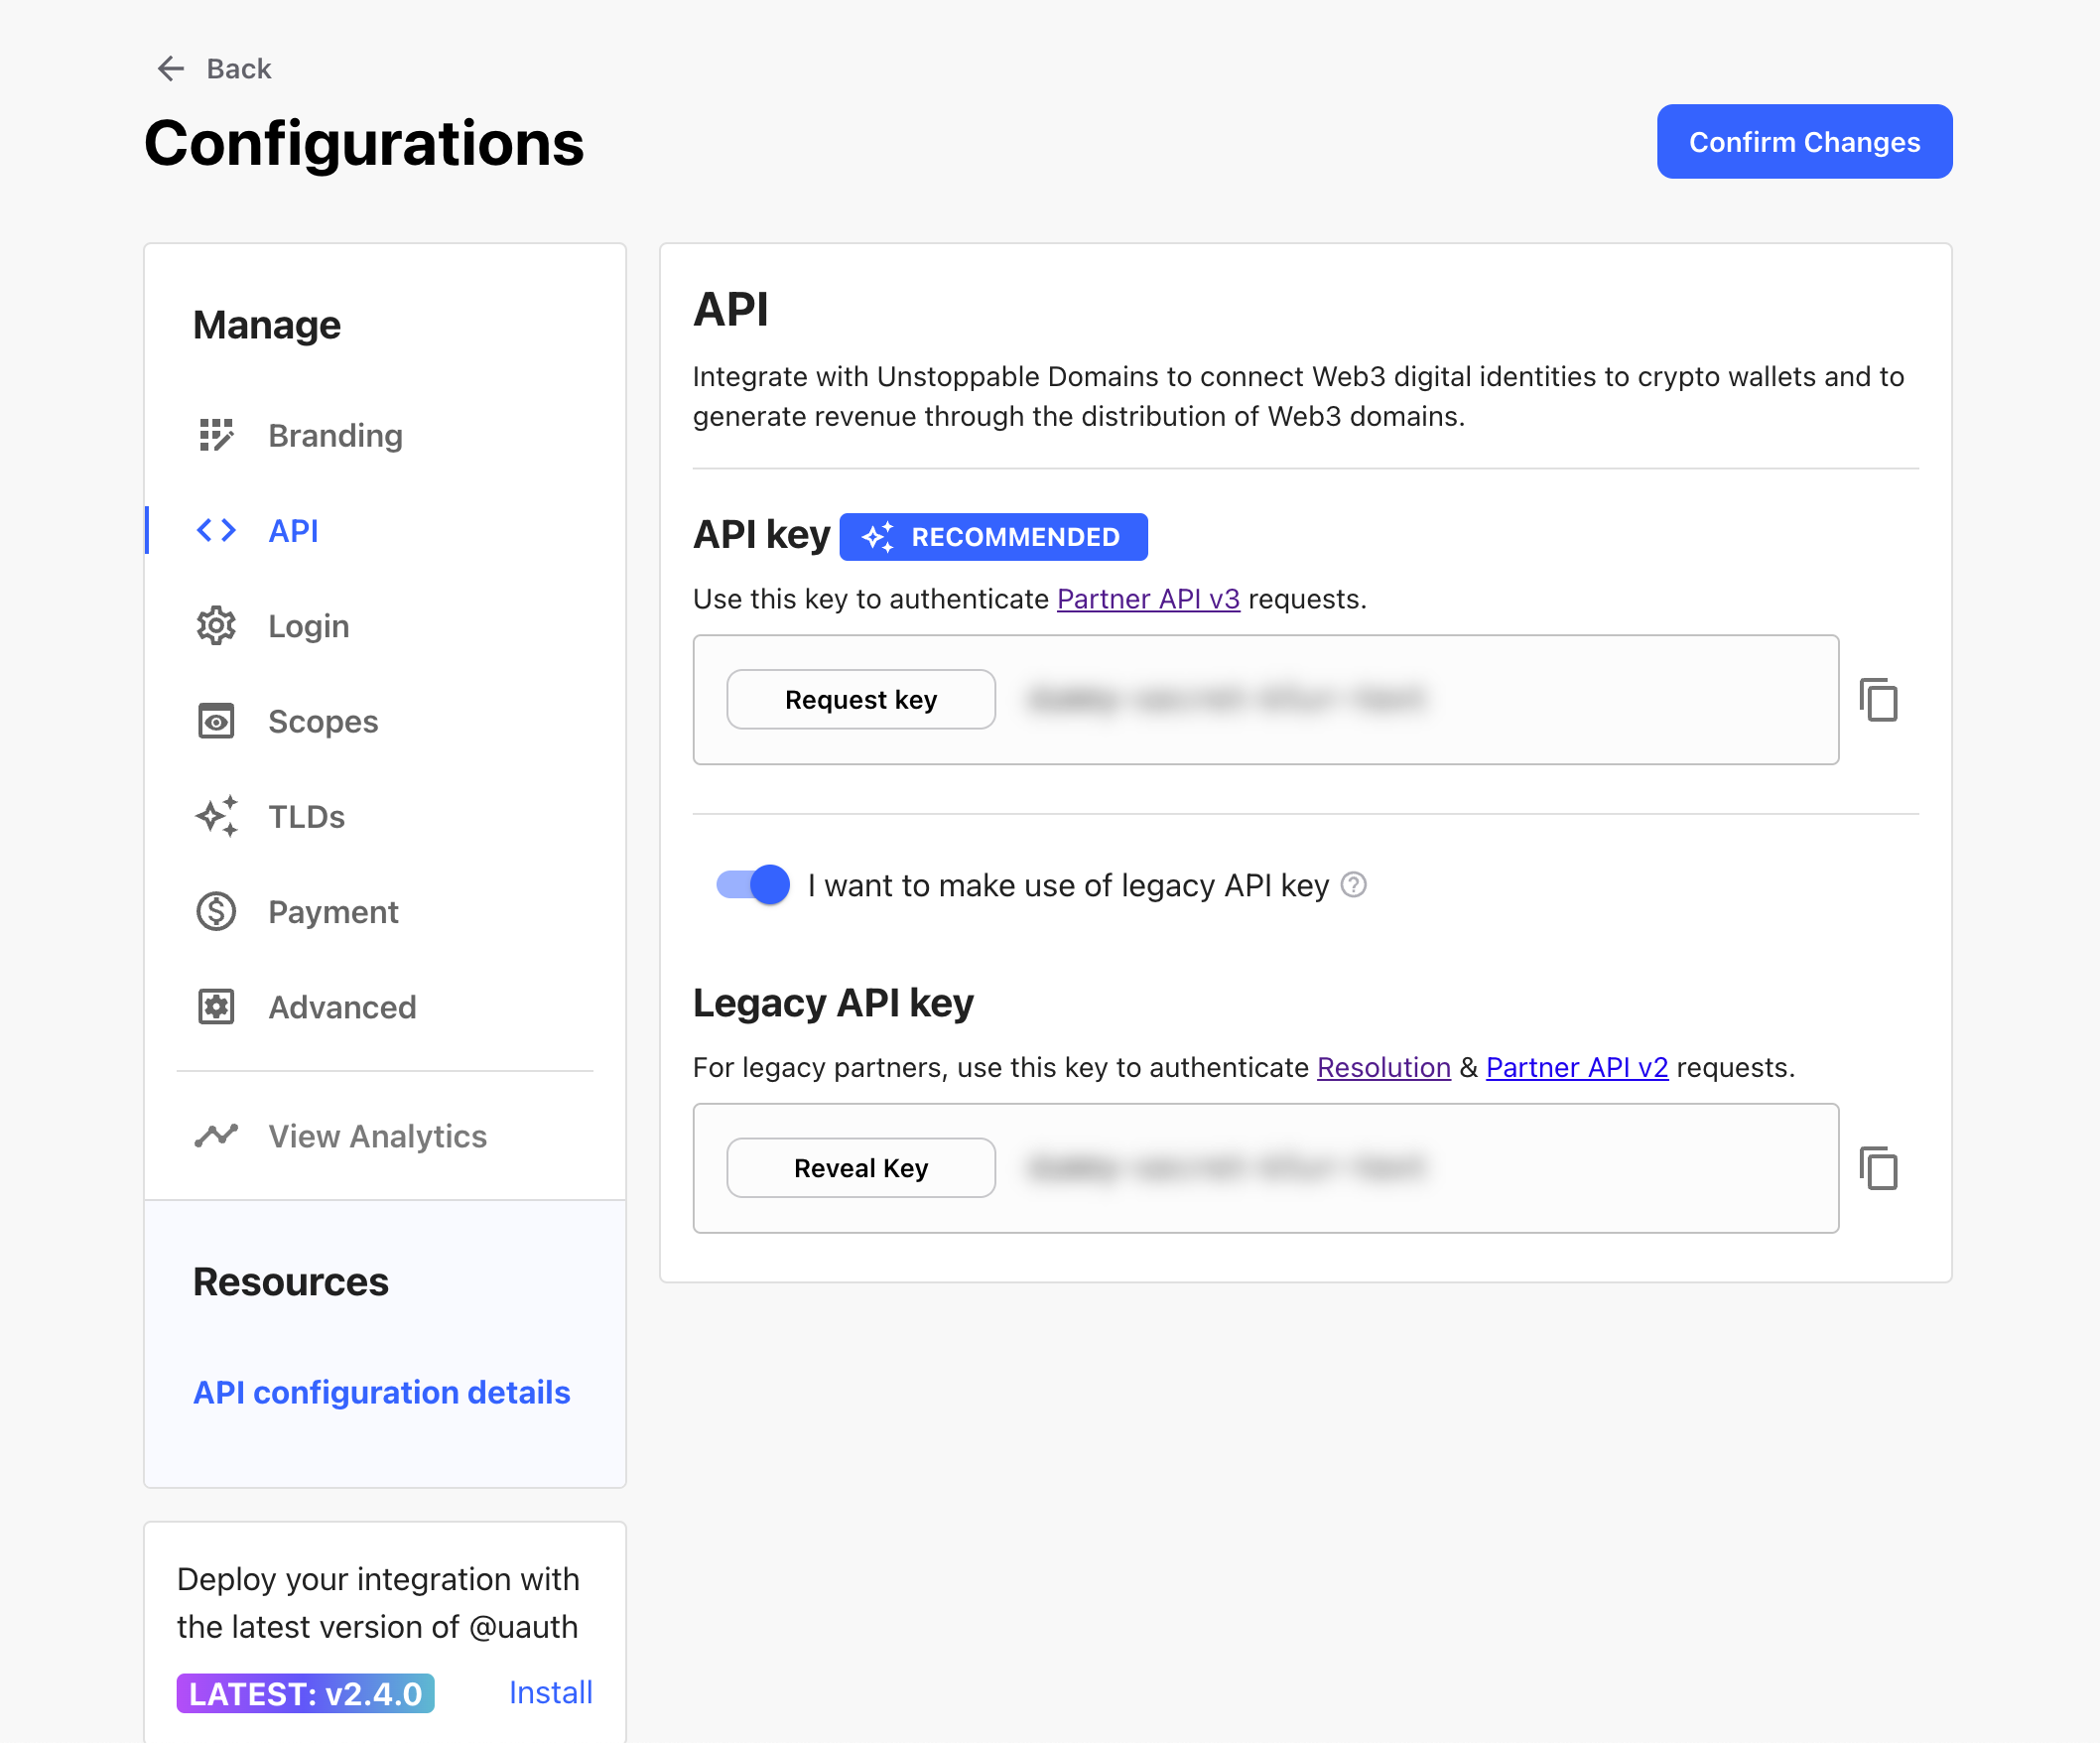 Back
Configurations
Confirm Changes
Manage
Branding
API
Login
Scopes
TLDs
Payment
Advanced
View Analytics
Resources
API configuration details
Deploy your integration with
the latest version of @uauth
LATEST: v2.4.0 Install
API
Integrate with Unstoppable Domains to connect Web3 digital identities to crypto wallets and to
generate revenue through the distribution of Web3 domains.
API key RECOMMENDED
Use this key to authenticate Partner API v3 requests.
Request key
I want to make use of legacy API key
Legacy API key
For legacy partners, use this key to authenticate Resolution & Partner API v2 requests.
Reveal Key